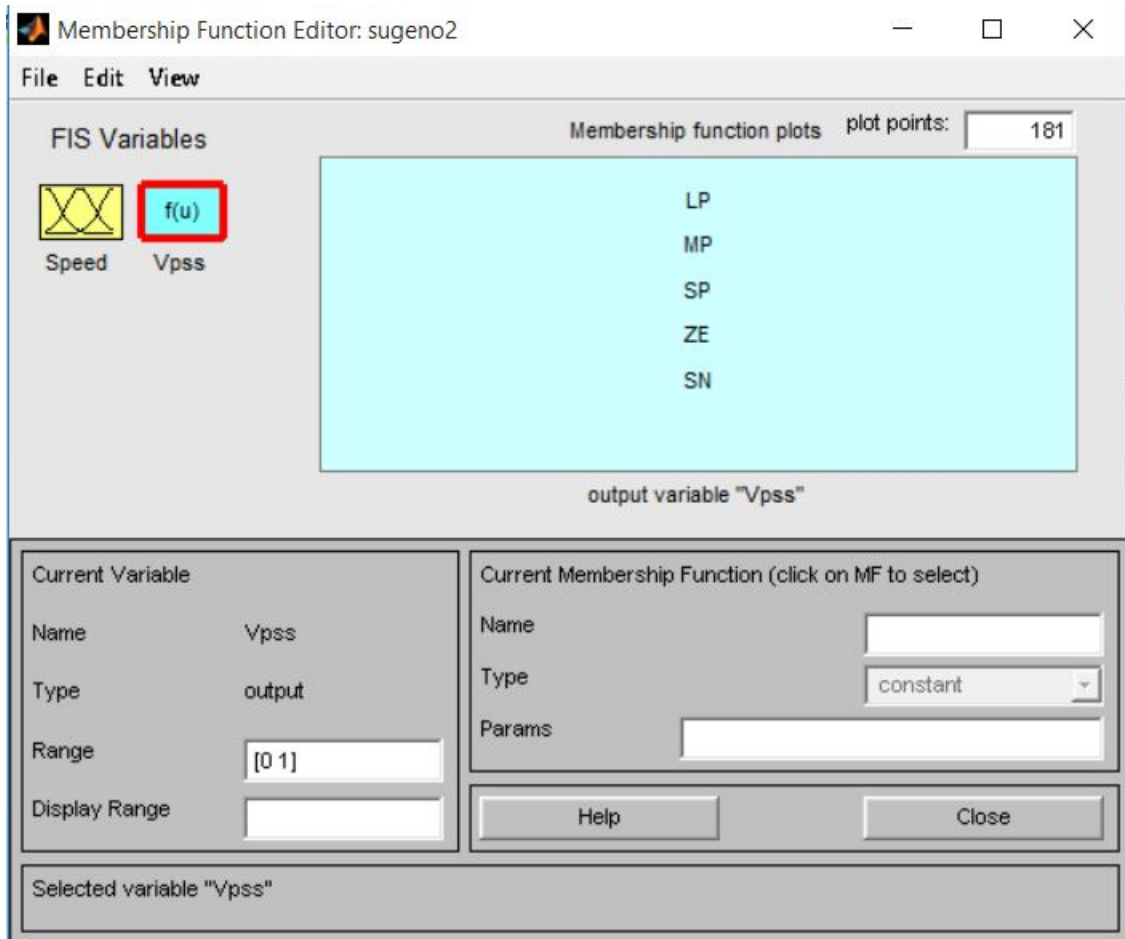 Membership Function Editor: sugeno2
File Edit View
FIS Variables
Membership function plots plot points: 181
f(u)
Speed Vpss
LP
MP
SP
ZE
SN
output variable "Vpss"
Current Variable
Name Vpss
Type output
Range [0 1]
Display Range
Current Membership Function (click on MF to select)
Name
Type constant
Params
Help Close
Selected variable "Vpss"